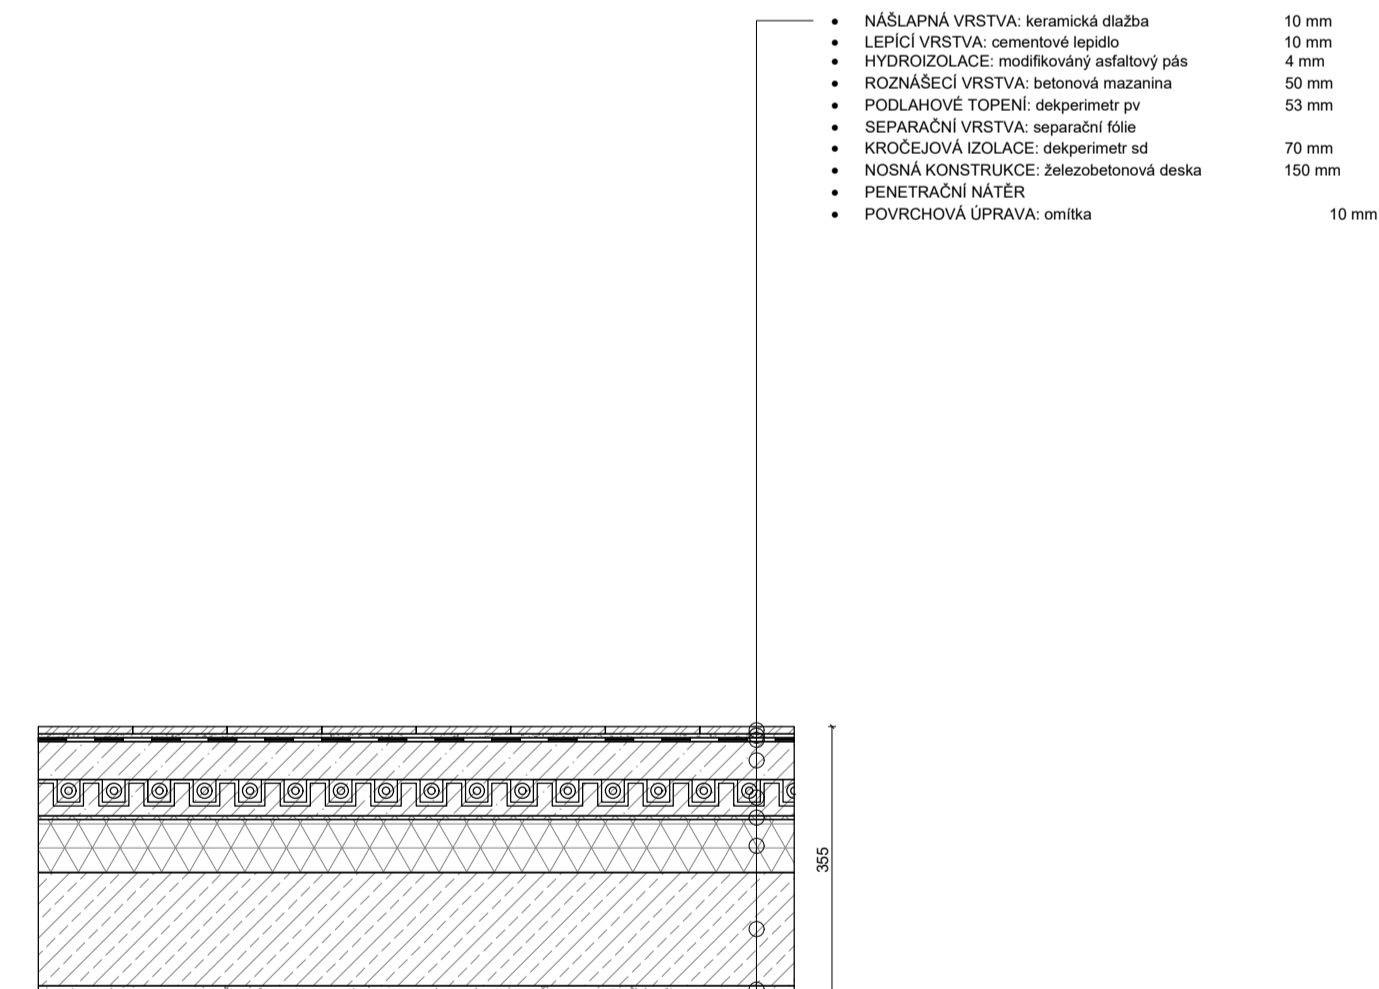 • NÁŠLAPNÁ VRSTVA: keramická dlažba 10 mm
• LEPÍCÍ VRSTVA: cementové lepidlo 10 mm
• HYDROIZOLACE: modifikováný asfaltový pás 4 mm
• ROZNÁŠECÍ VRSTVA: betonová mazanina 50 mm
• PODLAHOVÉ TOPENÍ: dekperimetr pv 53 mm
• SEPARAČNÍ VRSTVA: separační fólie
• KROČEJOVÁ IZOLACE: dekperimetr sd 70 mm
• NOSNÁ KONSTRUKCE: železobetonová deska 150 mm
• PENETRAČNÍ NÁTĚR
• POVRCHOVÁ ÚPRAVA: omítka 10 mm
355